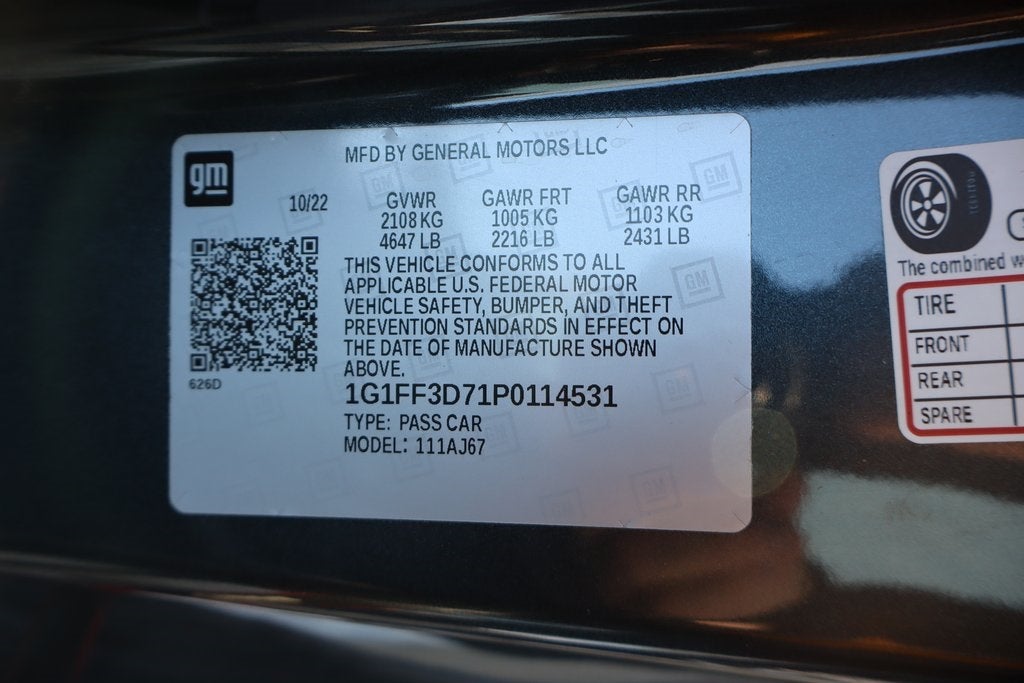 gm
MFD BY GENERAL MOTORS LLC
10/22
GVWR GAWR FRT GAWR RR
2108 KG 1005 KG 1103 KG
4647 LB 2216 LB 2431 LB
THIS VEHICLE CONFORMS TO ALL
APPLICABLE U.S. FEDERAL MOTOR
VEHICLE SAFETY, BUMPER, AND THEFT
PREVENTION STANDARDS IN EFFECT ON
THE DATE OF MANUFACTURE SHOWN
ABOVE.
626D
1G1FF3D71P0114531
TYPE: PASS CAR
MODEL: 111AJ67
The combined
TIRE
FRONT
REAR
SPARE